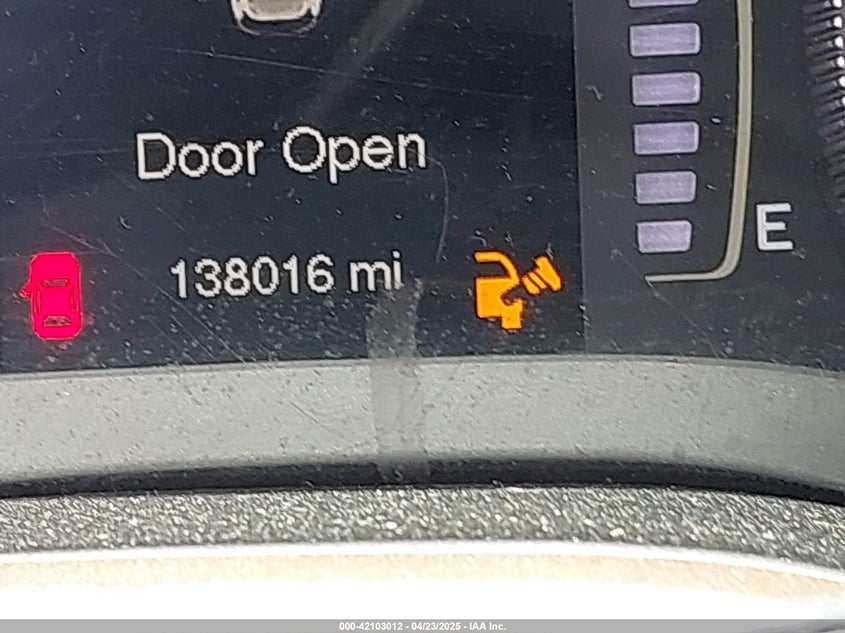 Door Open
138016 mi
E
000-42103012 - 04/23/2025 - IAA Inc.